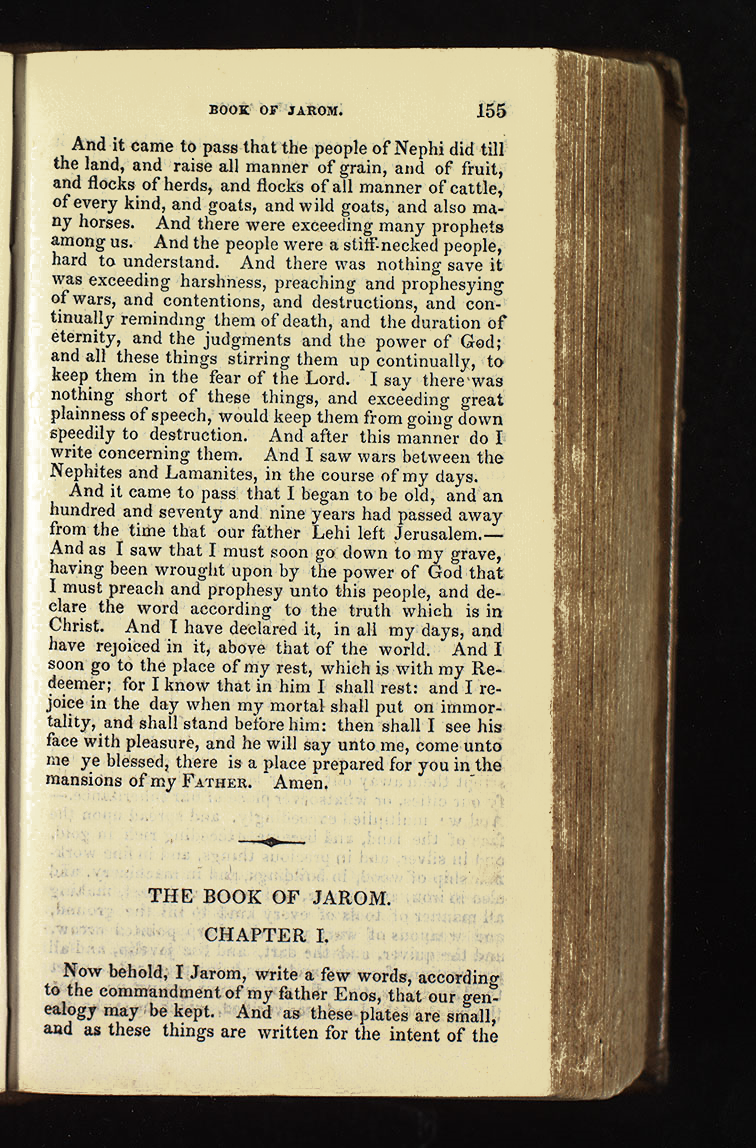 BOOK OF JAROM. 155
And it came to pass that the people of Nephi did till
the land, and raise all manner of grain, and of fruit,
and flocks of herds, and flocks of all manner of cattle,
of every kind, and goats, and wild goats, and also ma-
ny horses. And there were exceeding many prophets
among us. And the people were a stiff-necked people,
hard to understand. And there was nothing save it
was exceeding harshness, preaching and prophesying
of wars, and contentions, and destructions, and con-
tinually reminding them of death, and the duration of
eternity, and the judgments and the power of God;
and all these things stirring them up continually, to
keep them in the fear of the Lord. I say there was
nothing short of these things, and exceeding great
plainness of speech, would keep them from going down
speedily to destruction. And after this manner do I
write concerning them. And I saw wars between the
Nephites and Lamanites, in the course of my days.
And it came to pass that I began to be old, and an
hundred and seventy and nine years had passed away
from the time that our father Lehi left Jerusalem.—
And as I saw that I must soon go down to my grave,
having been wrought upon by the power of God that
I must preach and prophesy unto this people, and de-
clare the word according to the truth which is in
Christ. And I have declared it, in all my days, and
have rejoiced in it, above that of the world. And I
soon go to the place of my rest, which is with my Re-
deemer; for I know that in him I shall rest: and I re-
joice in the day when my mortal shall put on immor-
tality, and shall stand before him: then shall I see his
face with pleasure, and he will say unto me, come unto
me ye blessed, there is a place prepared for you in the
mansions of my FATHER. Amen.
THE BOOK OF JAROM.
CHAPTER I.
Now behold, I Jarom, write a few words, according
to the commandment of my father Enos, that our gen-
ealogy may be kept. And as these plates are small,
and as these things are written for the intent of the